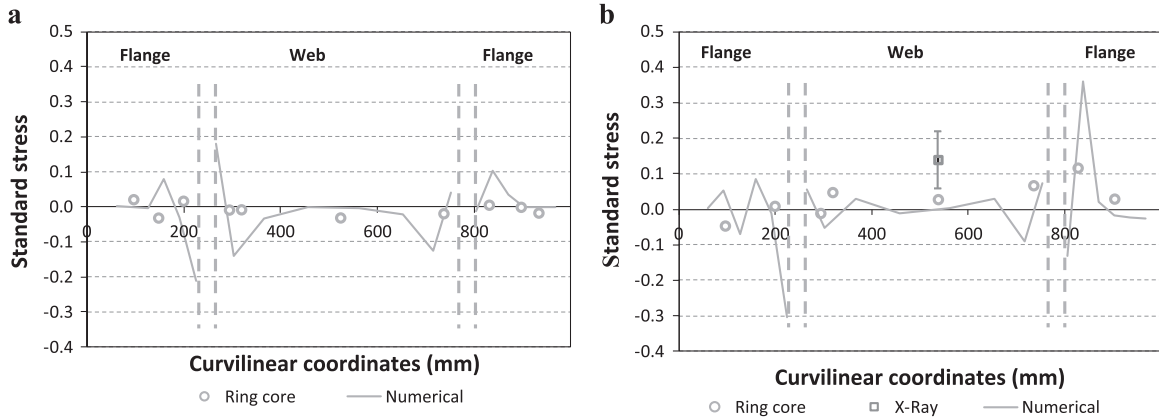 a
0.5
0.4
0.3
0.2
0.1
0.0
-0.1
-0.2
-0.3
-0.4
Standard stress
Flange Web Flange
0 200 400 600 800
Curvilinear coordinates (mm)
Ring core Numerical
b
0.5
0.4
0.3
0.2
0.1
0.0
-0.1
-0.2
-0.3
-0.4
Standard stress
Flange Web Flange
0 200 400 600 800
Curvilinear coordinates (mm)
Ring core X-Ray Numerical